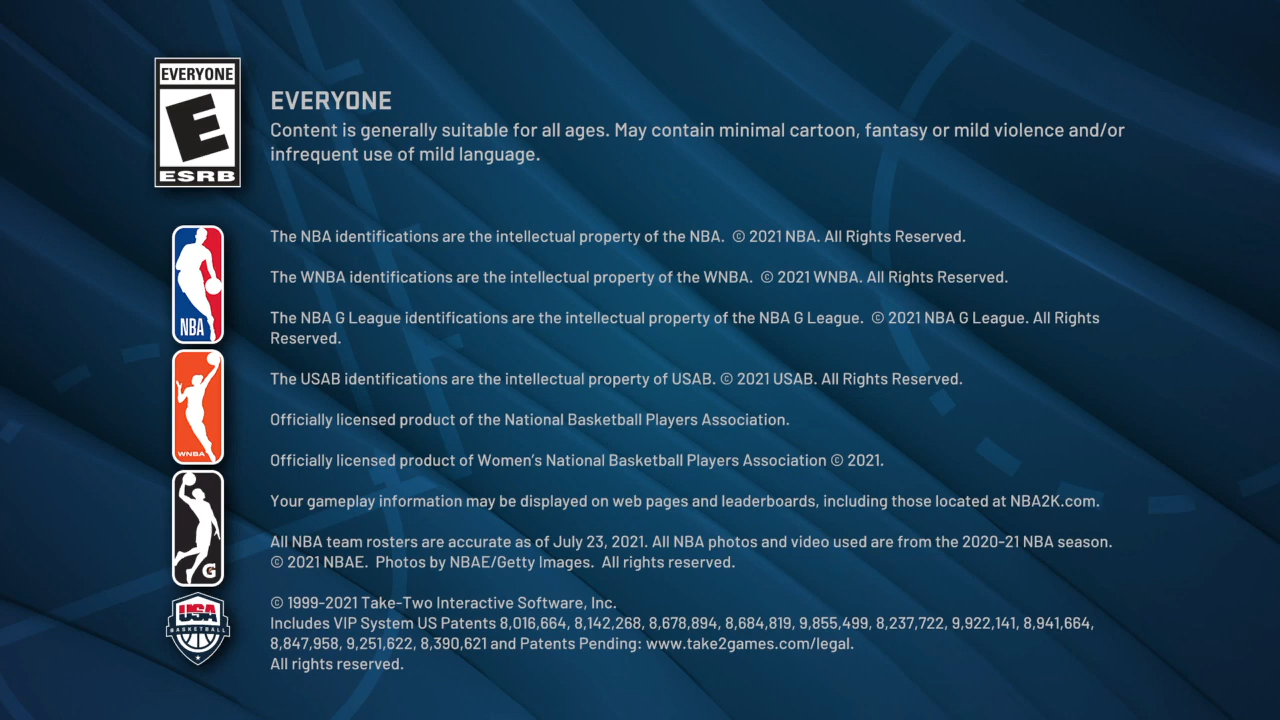 EVERYONE
E
ESRB
EVERYONE
Content is generally suitable for all ages. May contain minimal cartoon, fantasy or mild violence and/or
infrequent use of mild language.
The NBA identifications are the intellectual property of the NBA.  © 2021 NBA. All Rights Reserved.
The WNBA identifications are the intellectual property of the WNBA.  © 2021 WNBA. All Rights Reserved.
The NBA G League identifications are the intellectual property of the NBA G League.  © 2021 NBA G League. All Rights
Reserved.
The USAB identifications are the intellectual property of USAB. © 2021 USAB. All Rights Reserved.
Officially licensed product of the National Basketball Players Association.
Officially licensed product of Women's National Basketball Players Association © 2021.
Your gameplay information may be displayed on web pages and leaderboards, including those located at NBA2K.com.
All NBA team rosters are accurate as of July 23, 2021. All NBA photos and video used are from the 2020-21 NBA season.
© 2021 NBAE.  Photos by NBAE/Getty Images.  All rights reserved.
© 1999-2021 Take-Two Interactive Software, Inc.
Includes VIP System US Patents 8,016,664, 8,142,268, 8,678,894, 8,684,819, 9,855,499, 8,237,722, 9,922,141, 8,941,664,
8,847,958, 9,251,622, 8,390,621 and Patents Pending: www.take2games.com/legal.
All rights reserved.
NBA
WNBA
G
USA
BASKETBALL